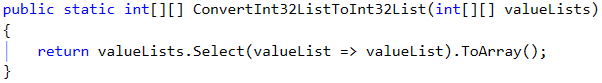 public static int[][] ConvertInt32ListToInt32List(int[][] valueLists)
{
    return valueLists.Select(valueList => valueList).ToArray();
}